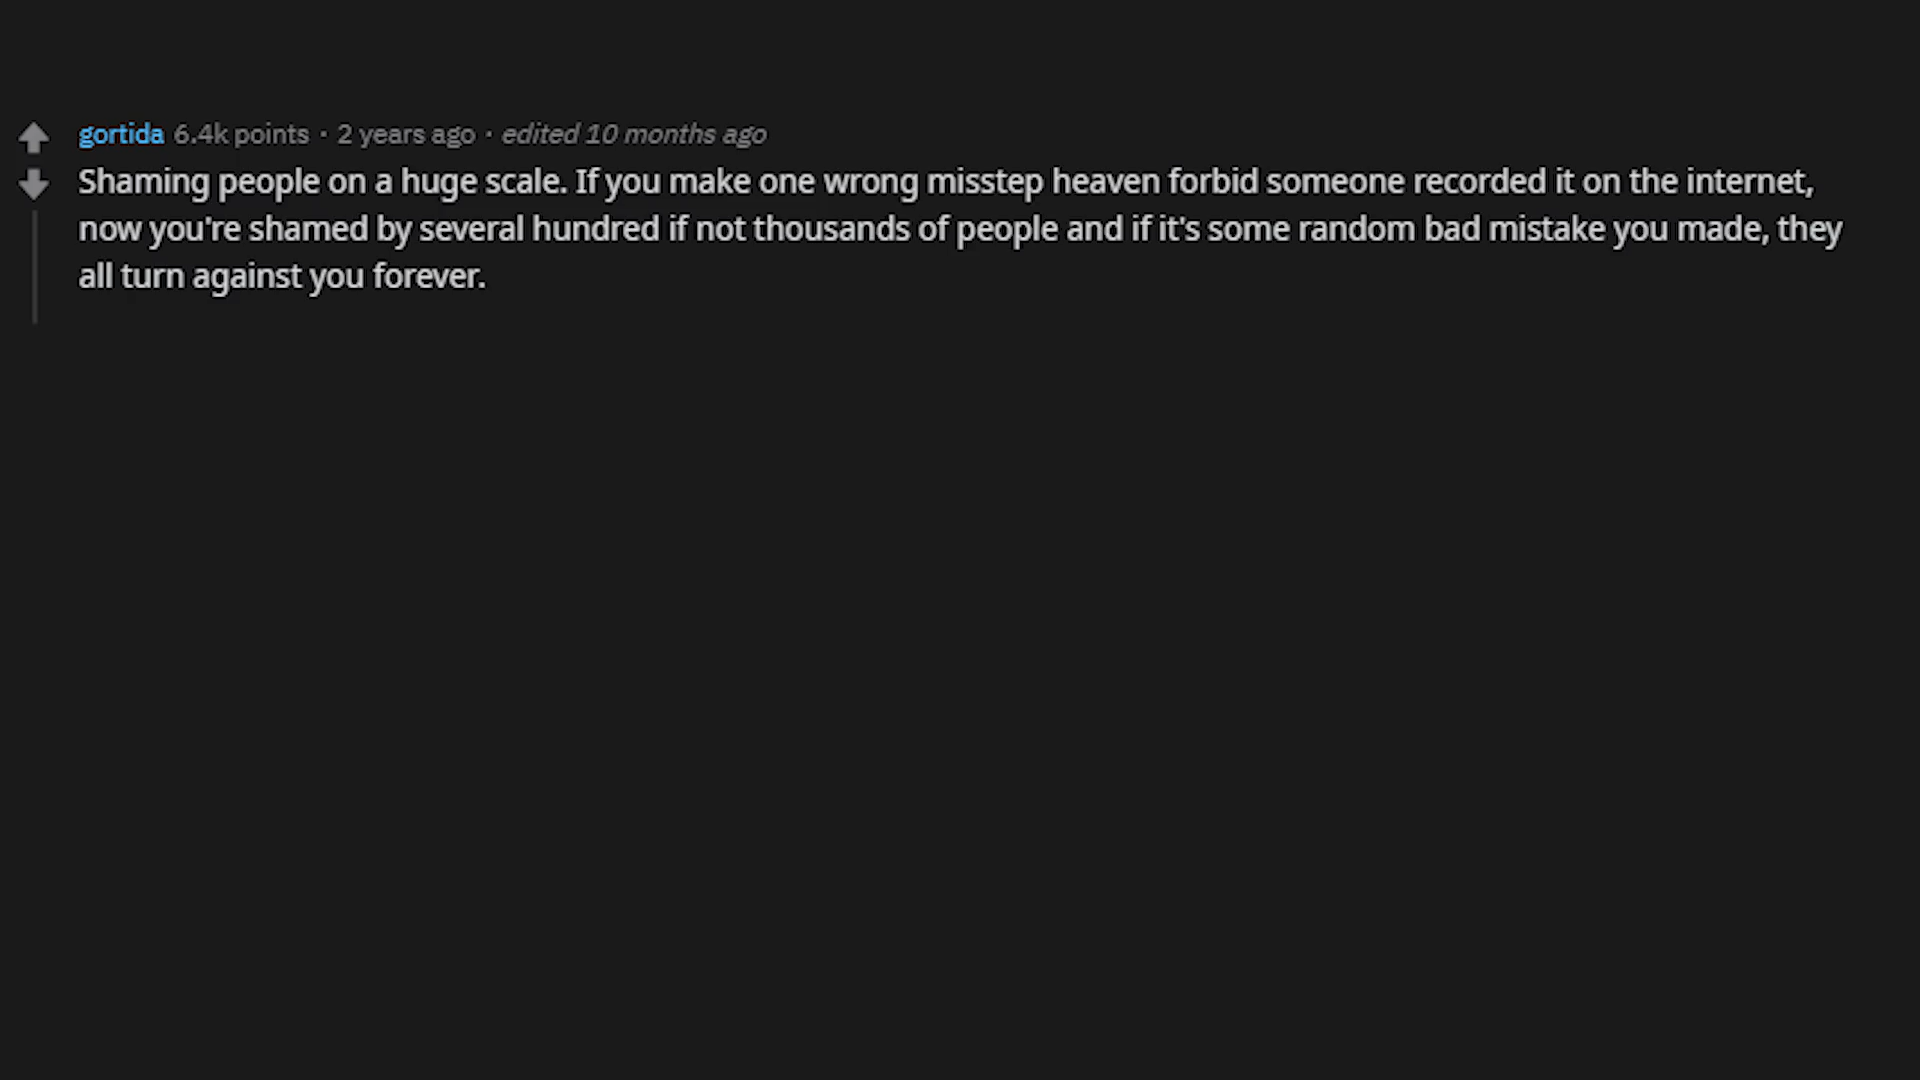 gortida 6.4k points · 2 years ago · edited 10 months ago
Shaming people on a huge scale. If you make one wrong misstep heaven forbid someone recorded it on the internet,
now you're shamed by several hundred if not thousands of people and if it's some random bad mistake you made, they
all turn against you forever.